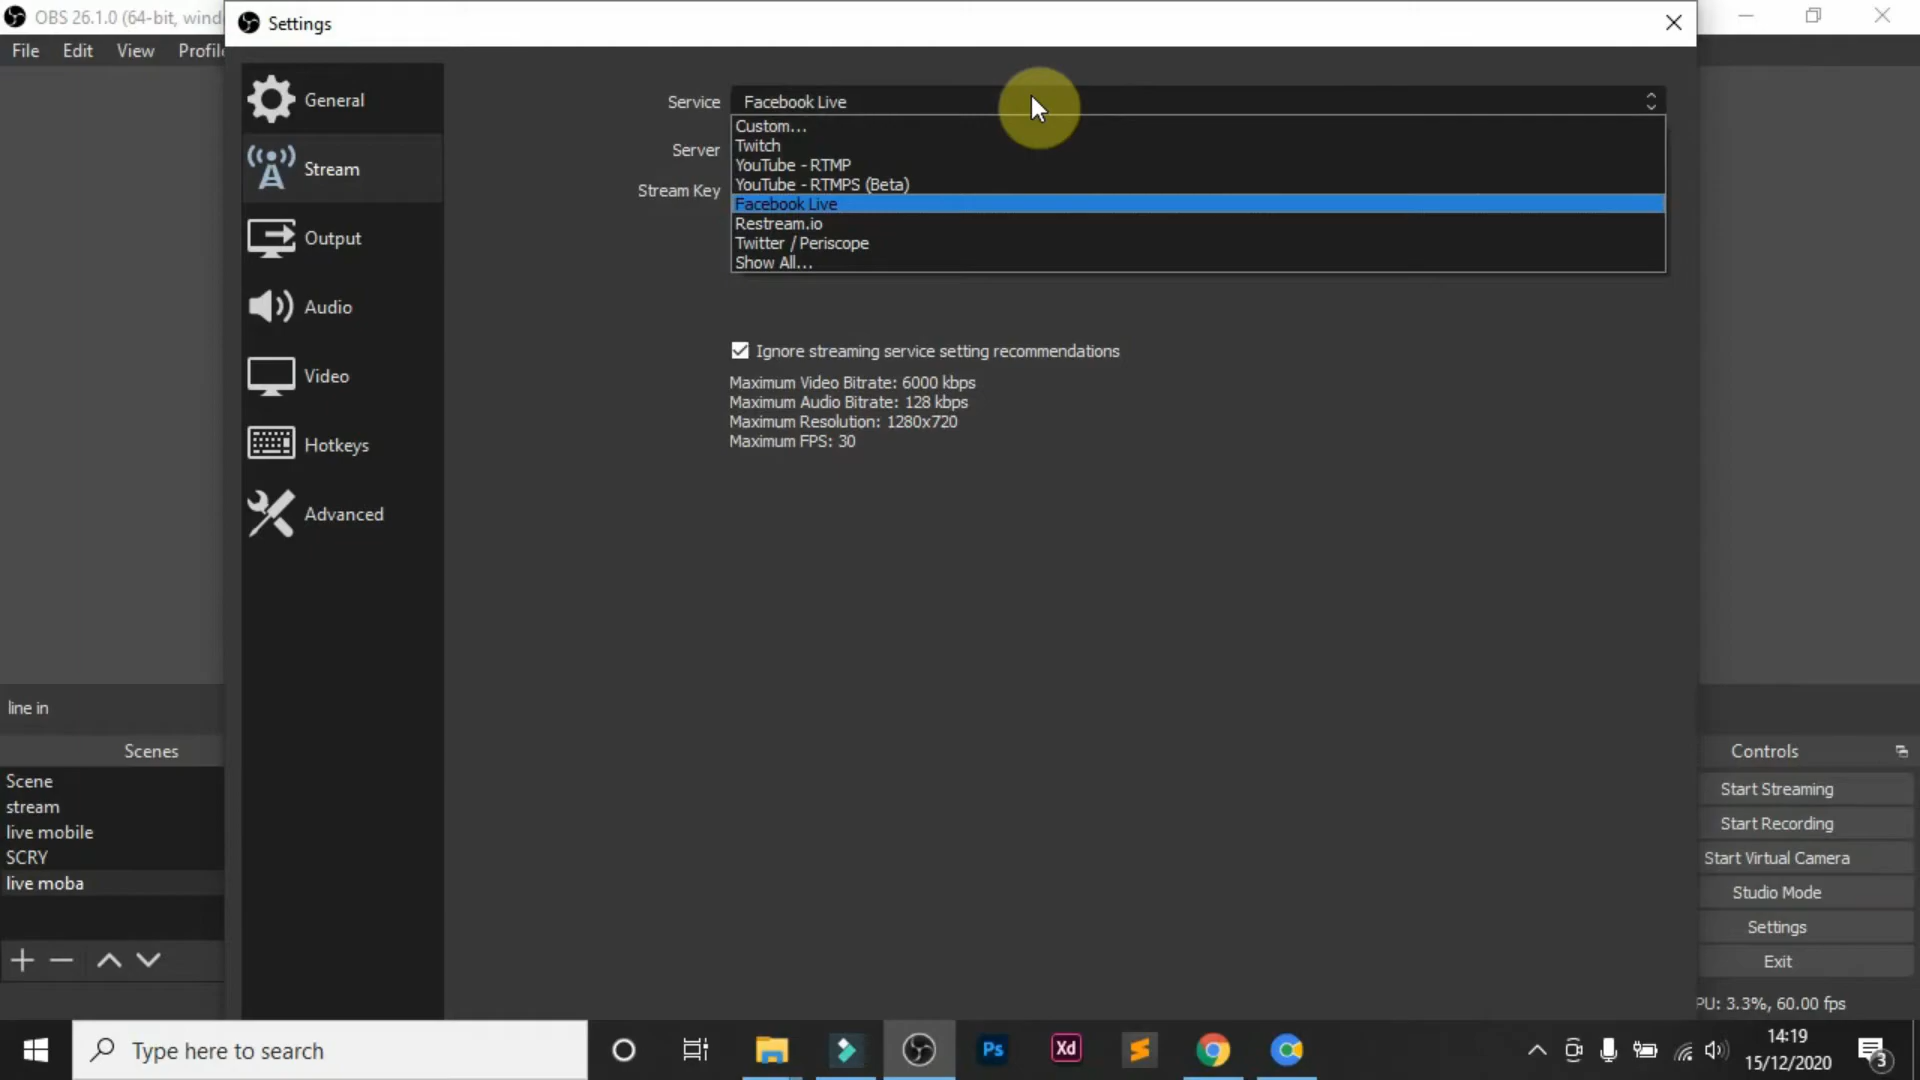 OBS 26.1.0 (64-bit, wind
Settings
File Edit View Profile
General
Stream
Output
Audio
Video
Hotkeys
Advanced
Service Facebook Live
Custom...
Twitch
YouTube - RTMP
YouTube - RTMPS (Beta)
Facebook Live
Restream.io
Twitter / Periscope
Show All...
Server
Stream Key
Ignore streaming service setting recommendations
Maximum Video Bitrate: 6000 kbps
Maximum Audio Bitrate: 128 kbps
Maximum Resolution: 1280x720
Maximum FPS: 30
line in
Scenes
Scene
stream
live mobile
SCRY
live moba
Controls
Start Streaming
Start Recording
Start Virtual Camera
Studio Mode
Settings
Exit
PU: 3.3%, 60.00 fps
Type here to search
Ps
Xd
14:19
15/12/2020
3